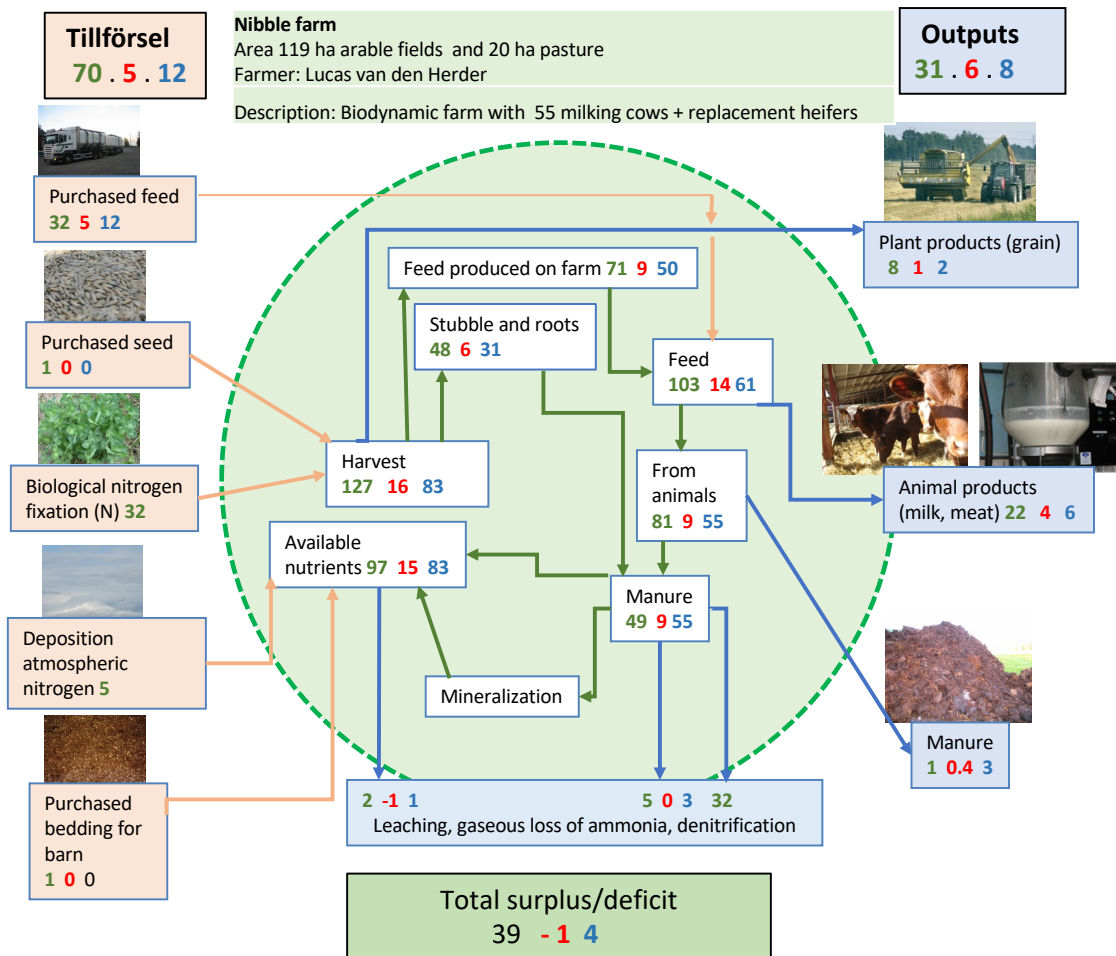 Tillförsel
70 . 5 . 12
Nibble farm
Area 119 ha arable fields and 20 ha pasture
Farmer: Lucas van den Herder
Description: Biodynamic farm with 55 milking cows + replacement heifers
Outputs
31 . 6 . 8
Purchased feed
32 5 12
Plant products (grain)
8 1 2
Feed produced on farm 71 9 50
Stubble and roots
48 6 31
Purchased seed
1 0 0
Feed
103 14 61
Harvest
127 16 83
From
animals
81 9 55
Biological nitrogen
fixation (N) 32
Animal products
(milk, meat) 22 4 6
Available
nutrients 97 15 83
Manure
49 9 55
Deposition
atmospheric
nitrogen 5
Mineralization
Manure
1 0.4 3
Purchased
bedding for
barn
1 0 0
2 -1 1 5 0 3 32
Leaching, gaseous loss of ammonia, denitrification
Total surplus/deficit
39 - 1 4